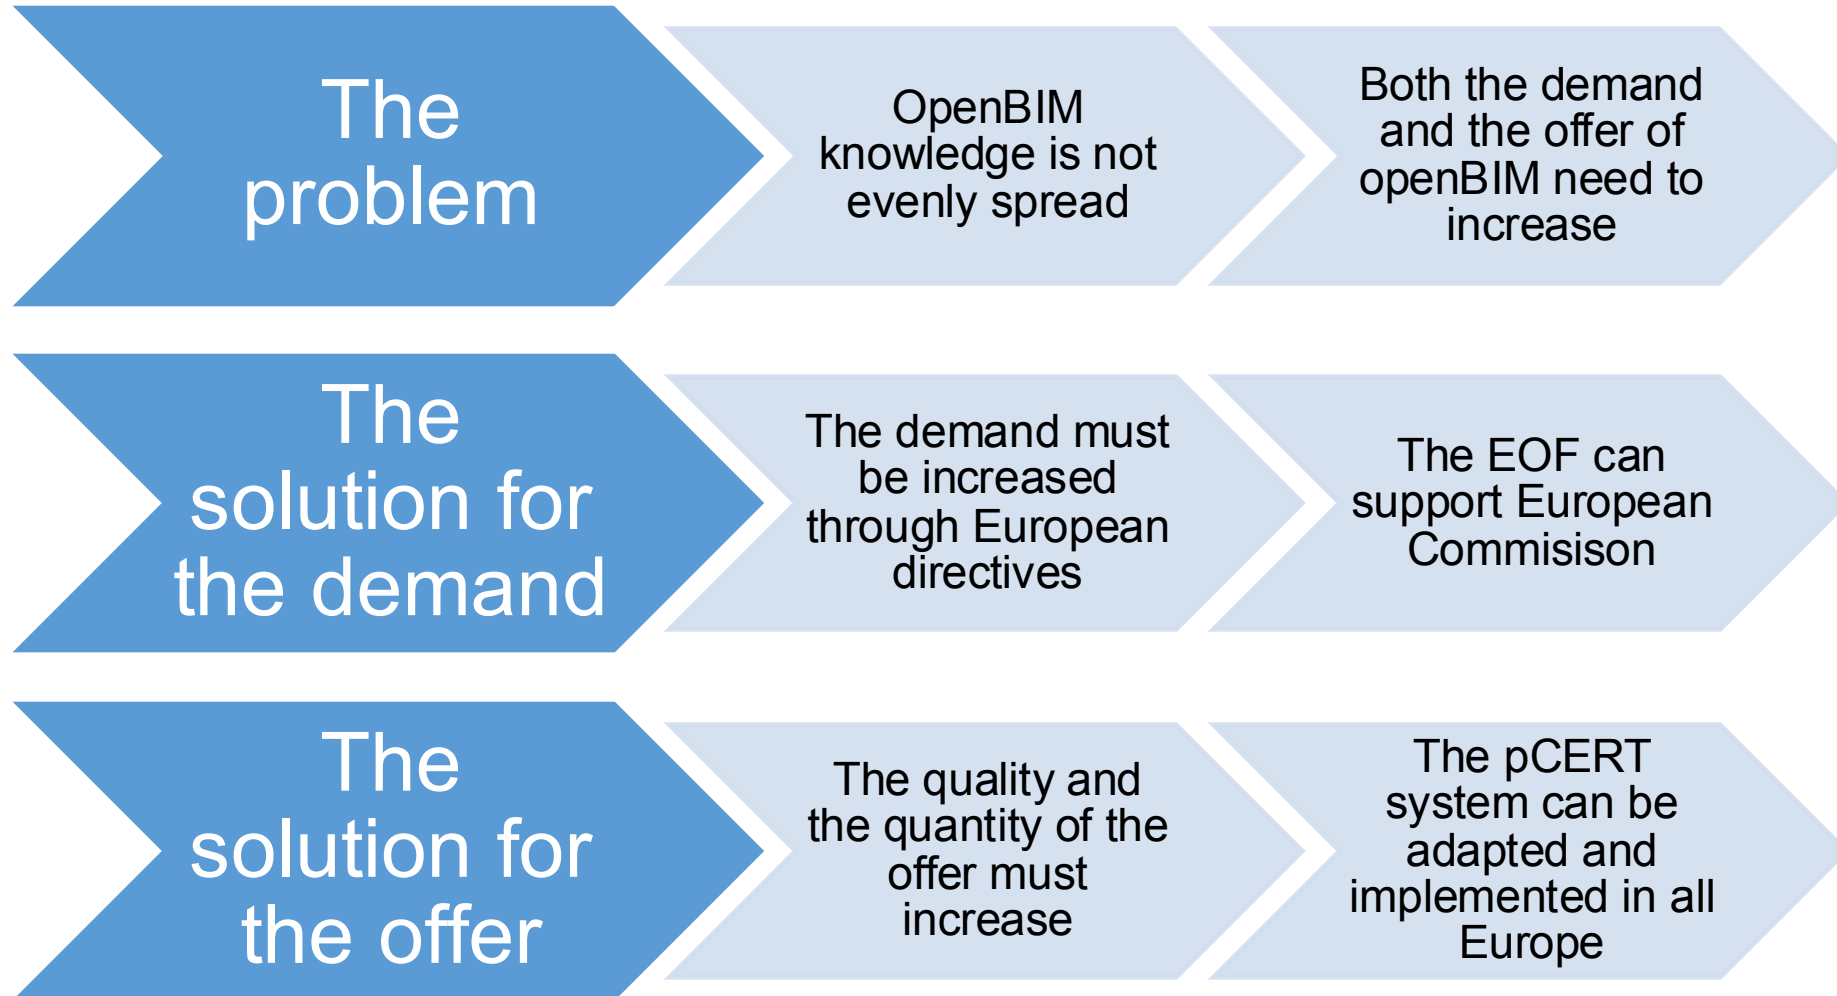 The
problem
OpenBIM
knowledge is not
evenly spread
Both the demand
and the offer of
openBIM need to
increase
The
solution for
the demand
The demand must
be increased
through European
directives
The EOF can
support European
Commisison
The
solution for
the offer
The quality and
the quantity of the
offer must
increase
The pCERT
system can be
adapted and
implemented in all
Europe